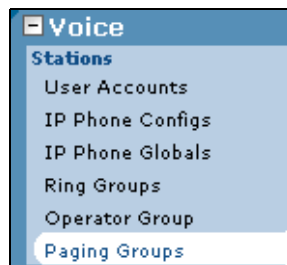 Voice
Stations
User Accounts
IP Phone Configs
IP Phone Globals
Ring Groups
Operator Group
Paging Groups